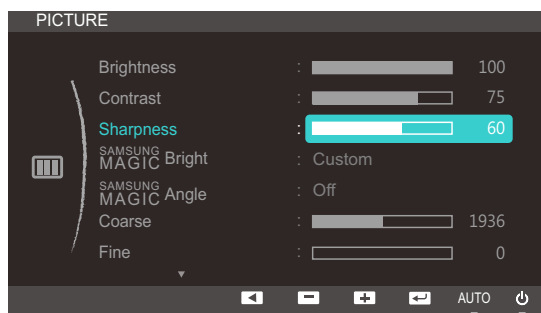 PICTURE
Brightness : 100
Contrast : 75
Sharpness : 60
SAMSUNG MAGIC Bright : Custom
SAMSUNG MAGIC Angle : Off
Coarse : 1936
Fine : 0
AUTO